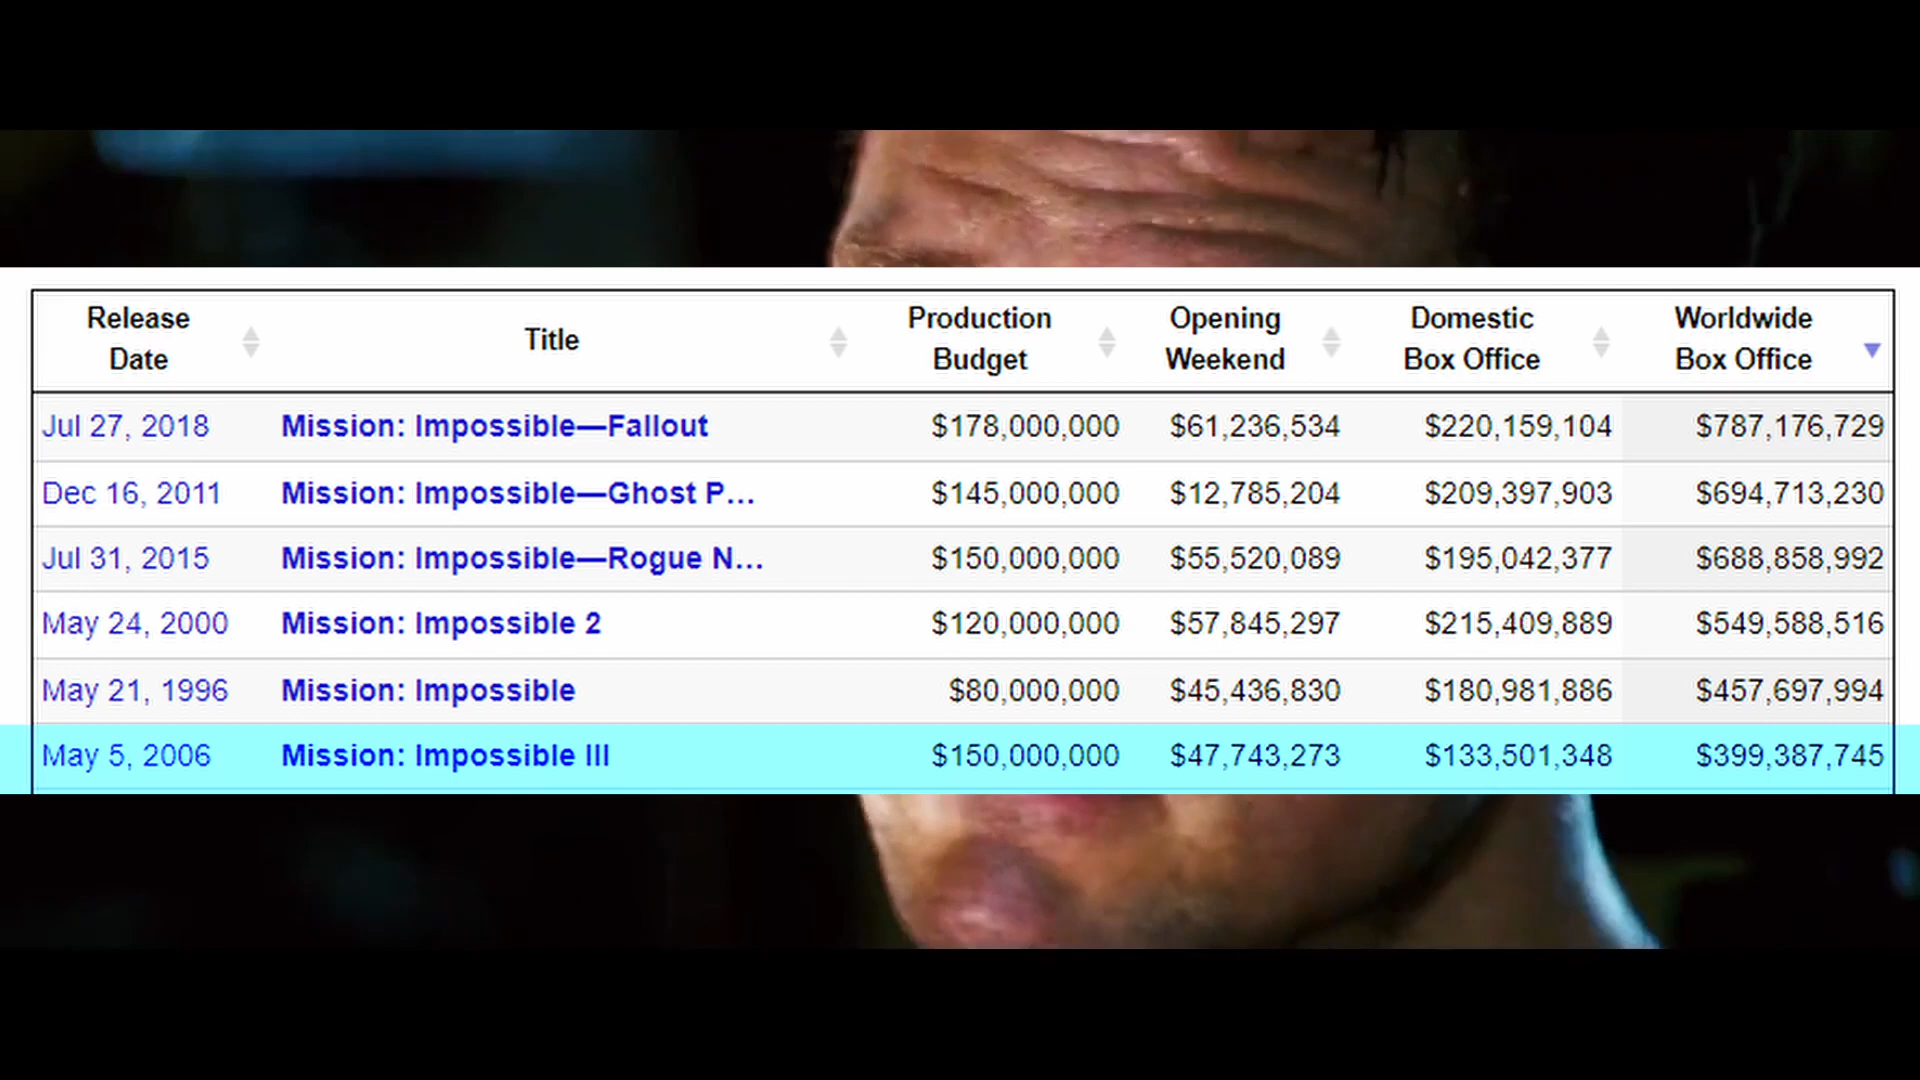 Release Date Title Production Budget Opening Weekend Domestic Box Office Worldwide Box Office
Jul 27, 2018 Mission: Impossible—Fallout $178,000,000 $61,236,534 $220,159,104 $787,176,729
Dec 16, 2011 Mission: Impossible—Ghost P... $145,000,000 $12,785,204 $209,397,903 $694,713,230
Jul 31, 2015 Mission: Impossible—Rogue N... $150,000,000 $55,520,089 $195,042,377 $688,858,992
May 24, 2000 Mission: Impossible 2 $120,000,000 $57,845,297 $215,409,889 $549,588,516
May 21, 1996 Mission: Impossible $80,000,000 $45,436,830 $180,981,886 $457,697,994
May 5, 2006 Mission: Impossible III $150,000,000 $47,743,273 $133,501,348 $399,387,745